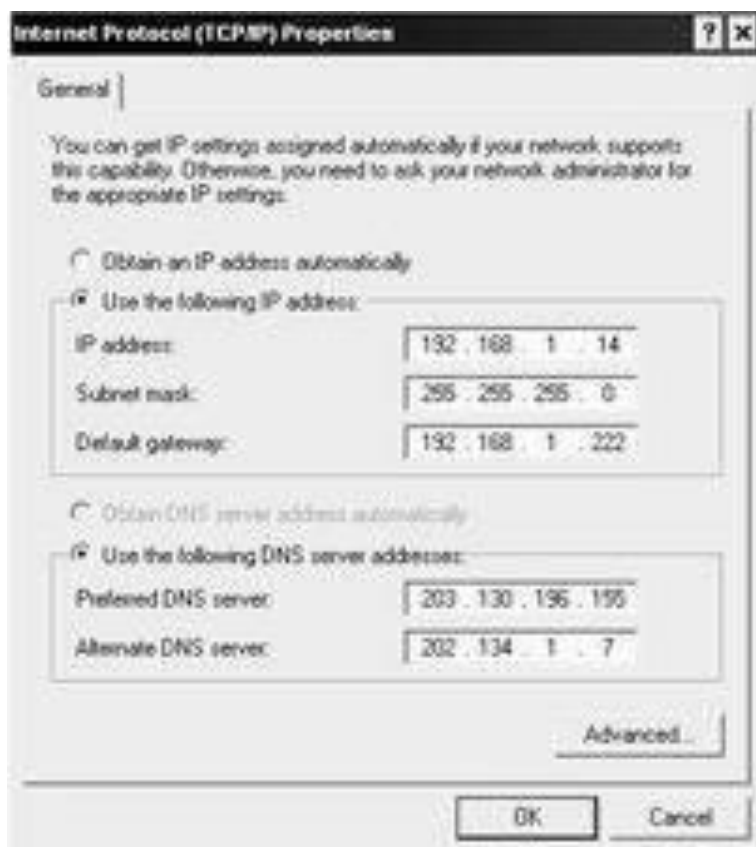 Internet Protocol (TCP/IP) Properties
? ×
General
You can get IP settings assigned automatically if your network supports
this capability. Otherwise, you need to ask your network administrator for
the appropriate IP settings.
Obtain an IP address automatically
Use the following IP address:
IP address: 192 . 168 . 1 . 14
Subnet mask: 255 . 255 . 255 . 0
Default gateway: 192 . 168 . 1 . 222
Obtain DNS server address automatically
Use the following DNS server addresses:
Preferred DNS server: 203 . 130 . 196 . 155
Alternate DNS server: 202 . 134 . 1 . 7
Advanced...
OK Cancel